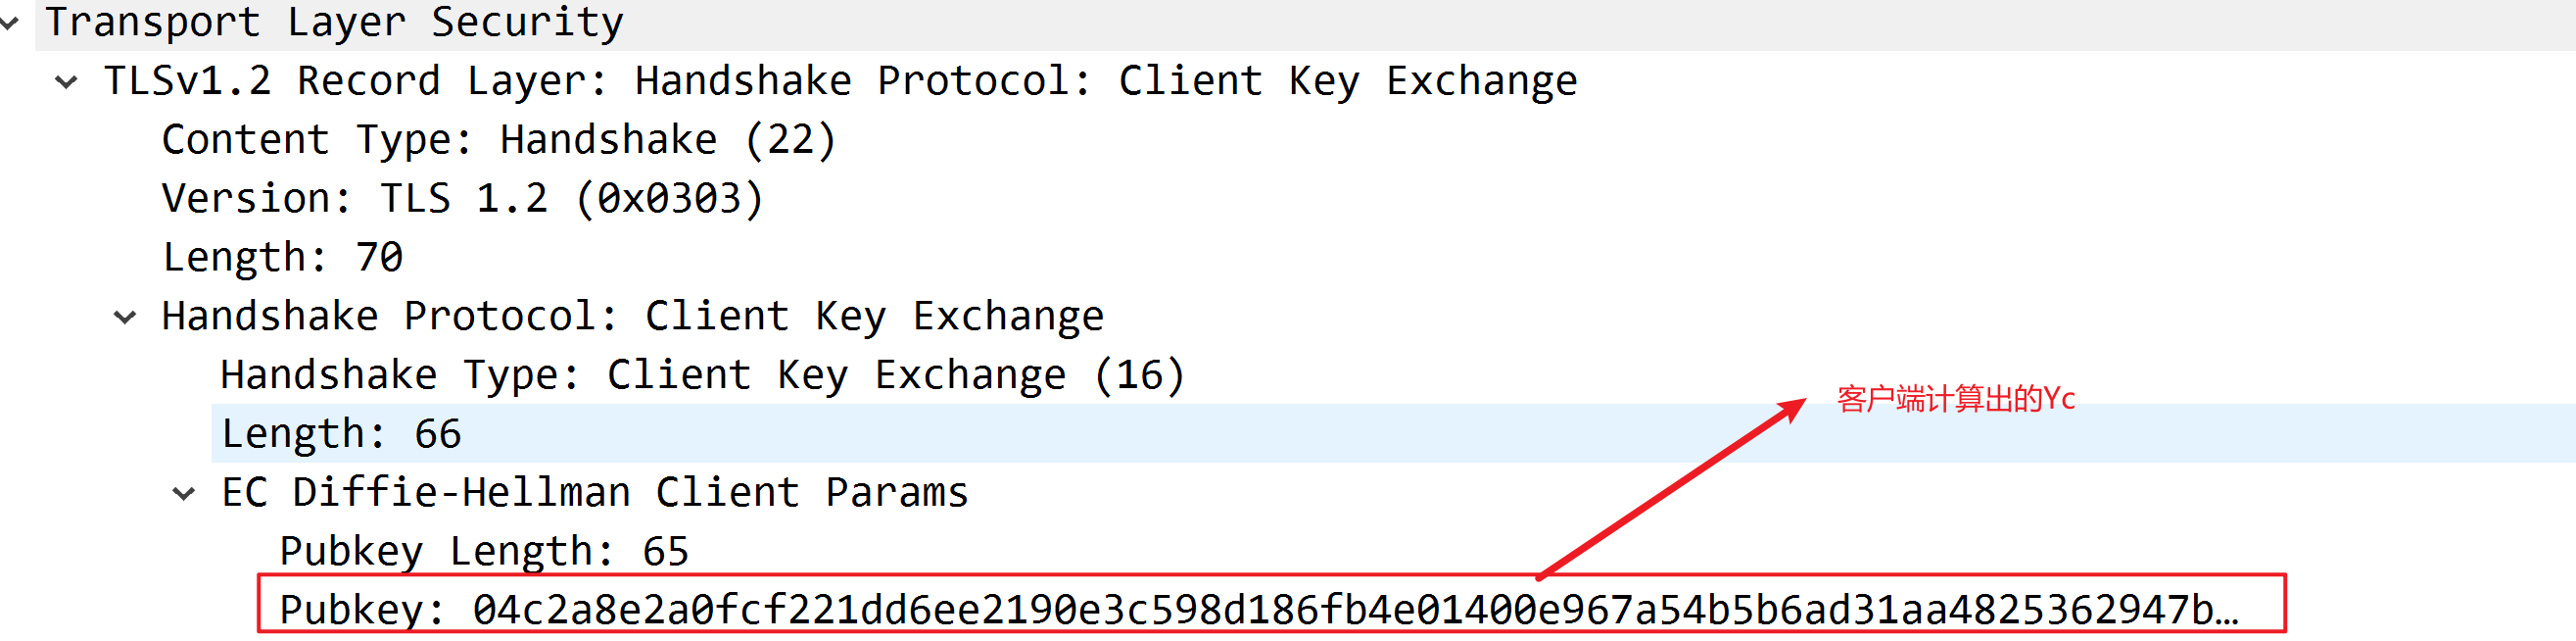 Transport Layer Security
TLSv1.2 Record Layer: Handshake Protocol: Client Key Exchange
Content Type: Handshake (22)
Version: TLS 1.2 (0x0303)
Length: 70
Handshake Protocol: Client Key Exchange
Handshake Type: Client Key Exchange (16)
客户端计算出的Yc
Length: 66
EC Diffie-Hellman Client Params
Pubkey Length: 65
Pubkey: 04c2a8e2a0fcf221dd6ee2190e3c598d186fb4e01400e967a54b5b6ad31aa4825362947b…